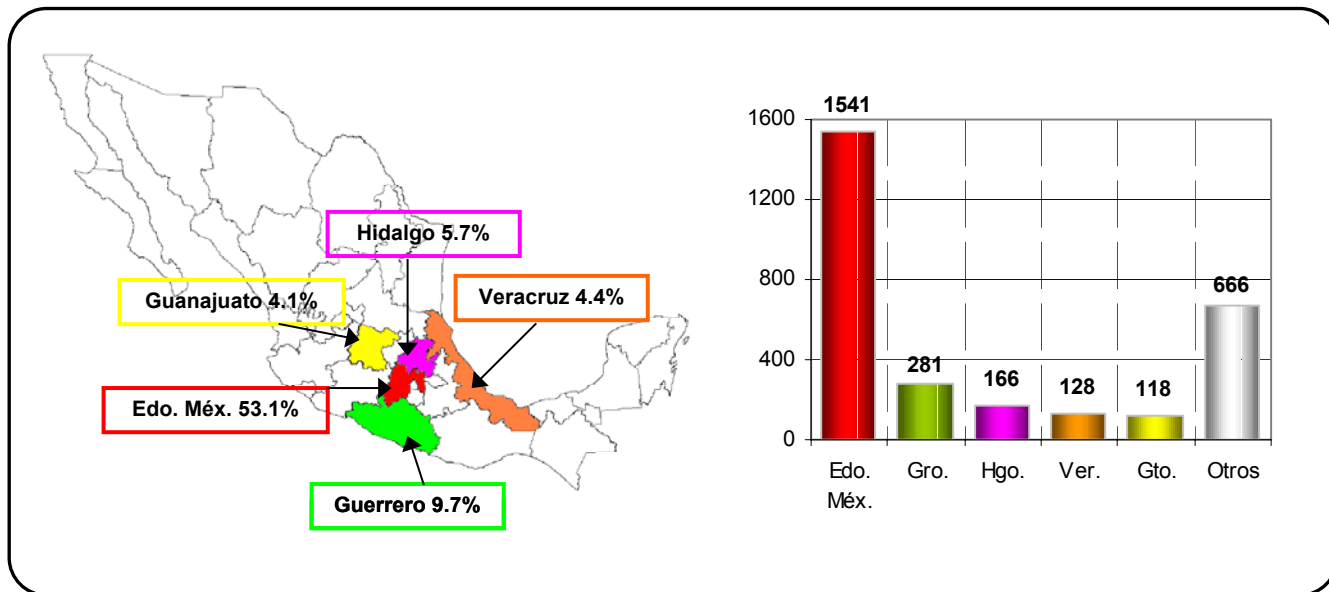 Hidalgo 5.7%
Guanajuato 4.1%
Veracruz 4.4%
Edo. Méx. 53.1%
Guerrero 9.7%
1541
1600
1200
800
666
400
281
166
128
118
0
Edo. Gro. Hgo. Ver. Gto. Otros
Méx.